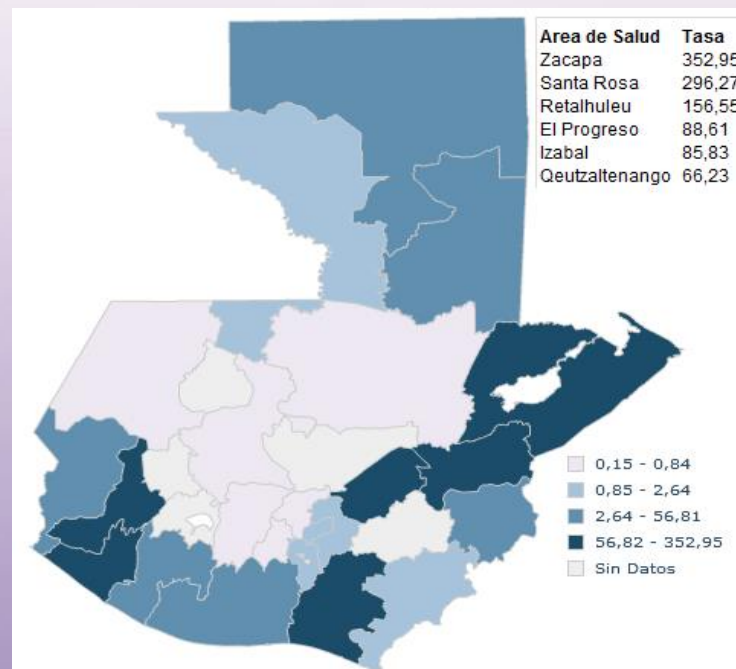 Area de Salud Tasa
Zacapa 352,95
Santa Rosa 296,27
Retalhuleu 156,55
El Progreso 88,61
Izabal 85,83
Qeutzaltenango 66,23
0,15 - 0,84
0,85 - 2,64
2,64 - 56,81
56,82 - 352,95
Sin Datos